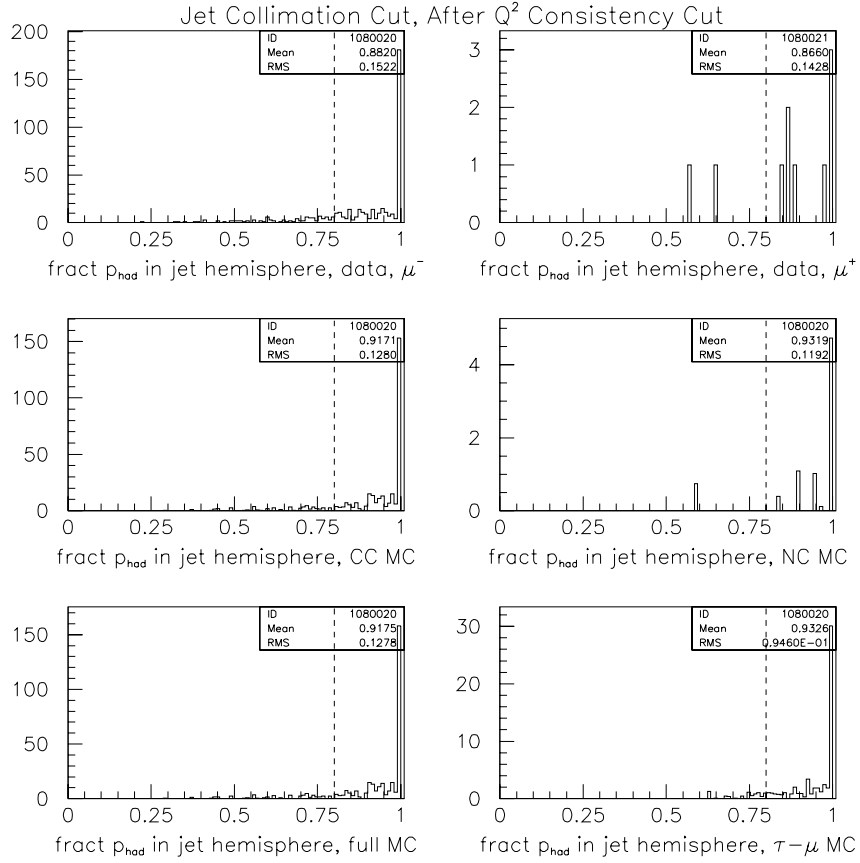 Jet Collimation Cut, After Q² Consistency Cut
ID 1080020
Mean 0.8820
RMS 0.1522
200
150
100
50
0
0 0.25 0.5 0.75 1
fract p_had in jet hemisphere, data, μ⁻
ID 1080021
Mean 0.8660
RMS 0.1428
3
2
1
0
0 0.25 0.5 0.75 1
fract p_had in jet hemisphere, data, μ⁺
ID 1080020
Mean 0.9171
RMS 0.1280
150
100
50
0
0 0.25 0.5 0.75 1
fract p_had in jet hemisphere, CC MC
ID 1080020
Mean 0.9319
RMS 0.1192
4
2
0
0 0.25 0.5 0.75 1
fract p_had in jet hemisphere, NC MC
ID 1080020
Mean 0.9175
RMS 0.1278
150
100
50
0
0 0.25 0.5 0.75 1
fract p_had in jet hemisphere, full MC
ID 1080020
Mean 0.9326
RMS 0.9460E-01
30
20
10
0
0 0.25 0.5 0.75 1
fract p_had in jet hemisphere, τ−μ MC